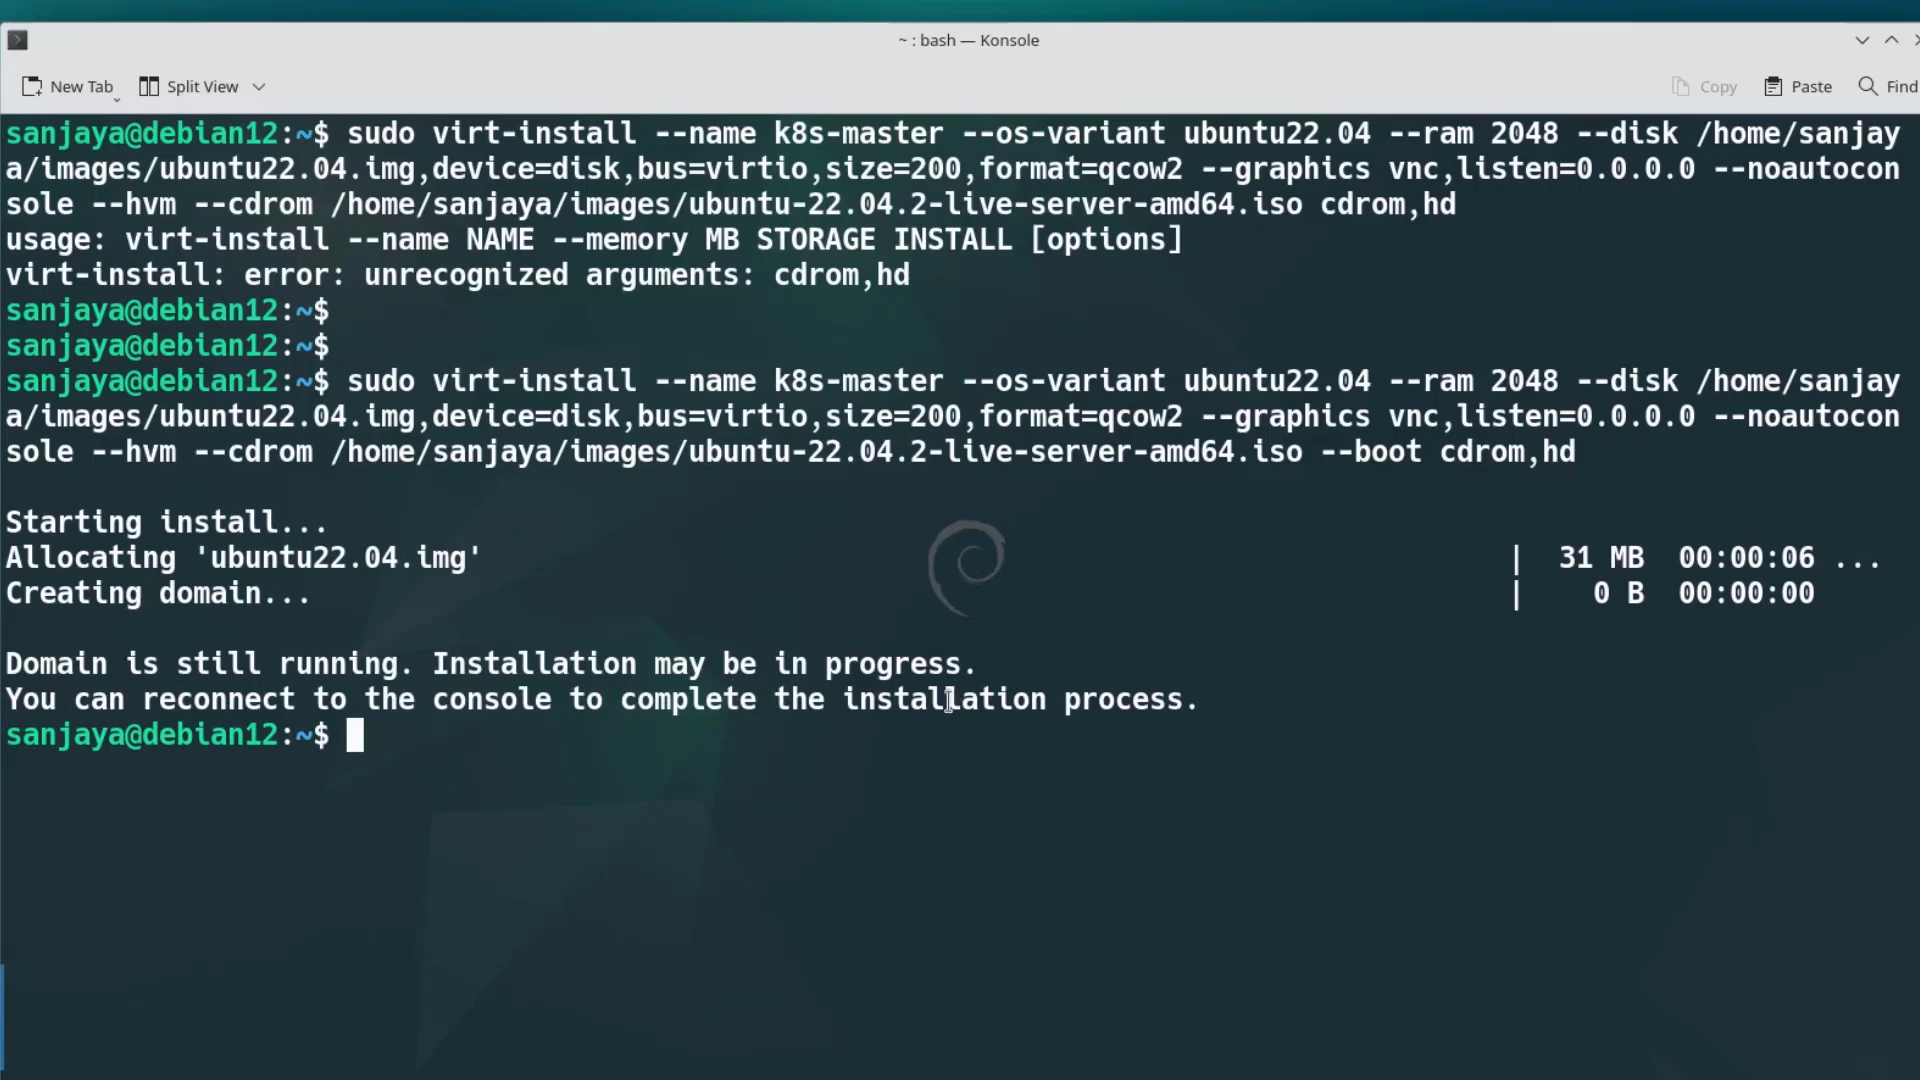 ~ : bash — Konsole
New Tab Split View Copy Paste Find
sanjaya@debian12:~$ sudo virt-install --name k8s-master --os-variant ubuntu22.04 --ram 2048 --disk /home/sanjay
a/images/ubuntu22.04.img,device=disk,bus=virtio,size=200,format=qcow2 --graphics vnc,listen=0.0.0.0 --noautocon
sole --hvm --cdrom /home/sanjaya/images/ubuntu-22.04.2-live-server-amd64.iso cdrom,hd
usage: virt-install --name NAME --memory MB STORAGE INSTALL [options]
virt-install: error: unrecognized arguments: cdrom,hd
sanjaya@debian12:~$
sanjaya@debian12:~$
sanjaya@debian12:~$ sudo virt-install --name k8s-master --os-variant ubuntu22.04 --ram 2048 --disk /home/sanjay
a/images/ubuntu22.04.img,device=disk,bus=virtio,size=200,format=qcow2 --graphics vnc,listen=0.0.0.0 --noautocon
sole --hvm --cdrom /home/sanjaya/images/ubuntu-22.04.2-live-server-amd64.iso --boot cdrom,hd
Starting install...
Allocating 'ubuntu22.04.img' | 31 MB 00:00:06 ...
Creating domain... | 0 B 00:00:00
Domain is still running. Installation may be in progress.
You can reconnect to the console to complete the installation process.
sanjaya@debian12:~$